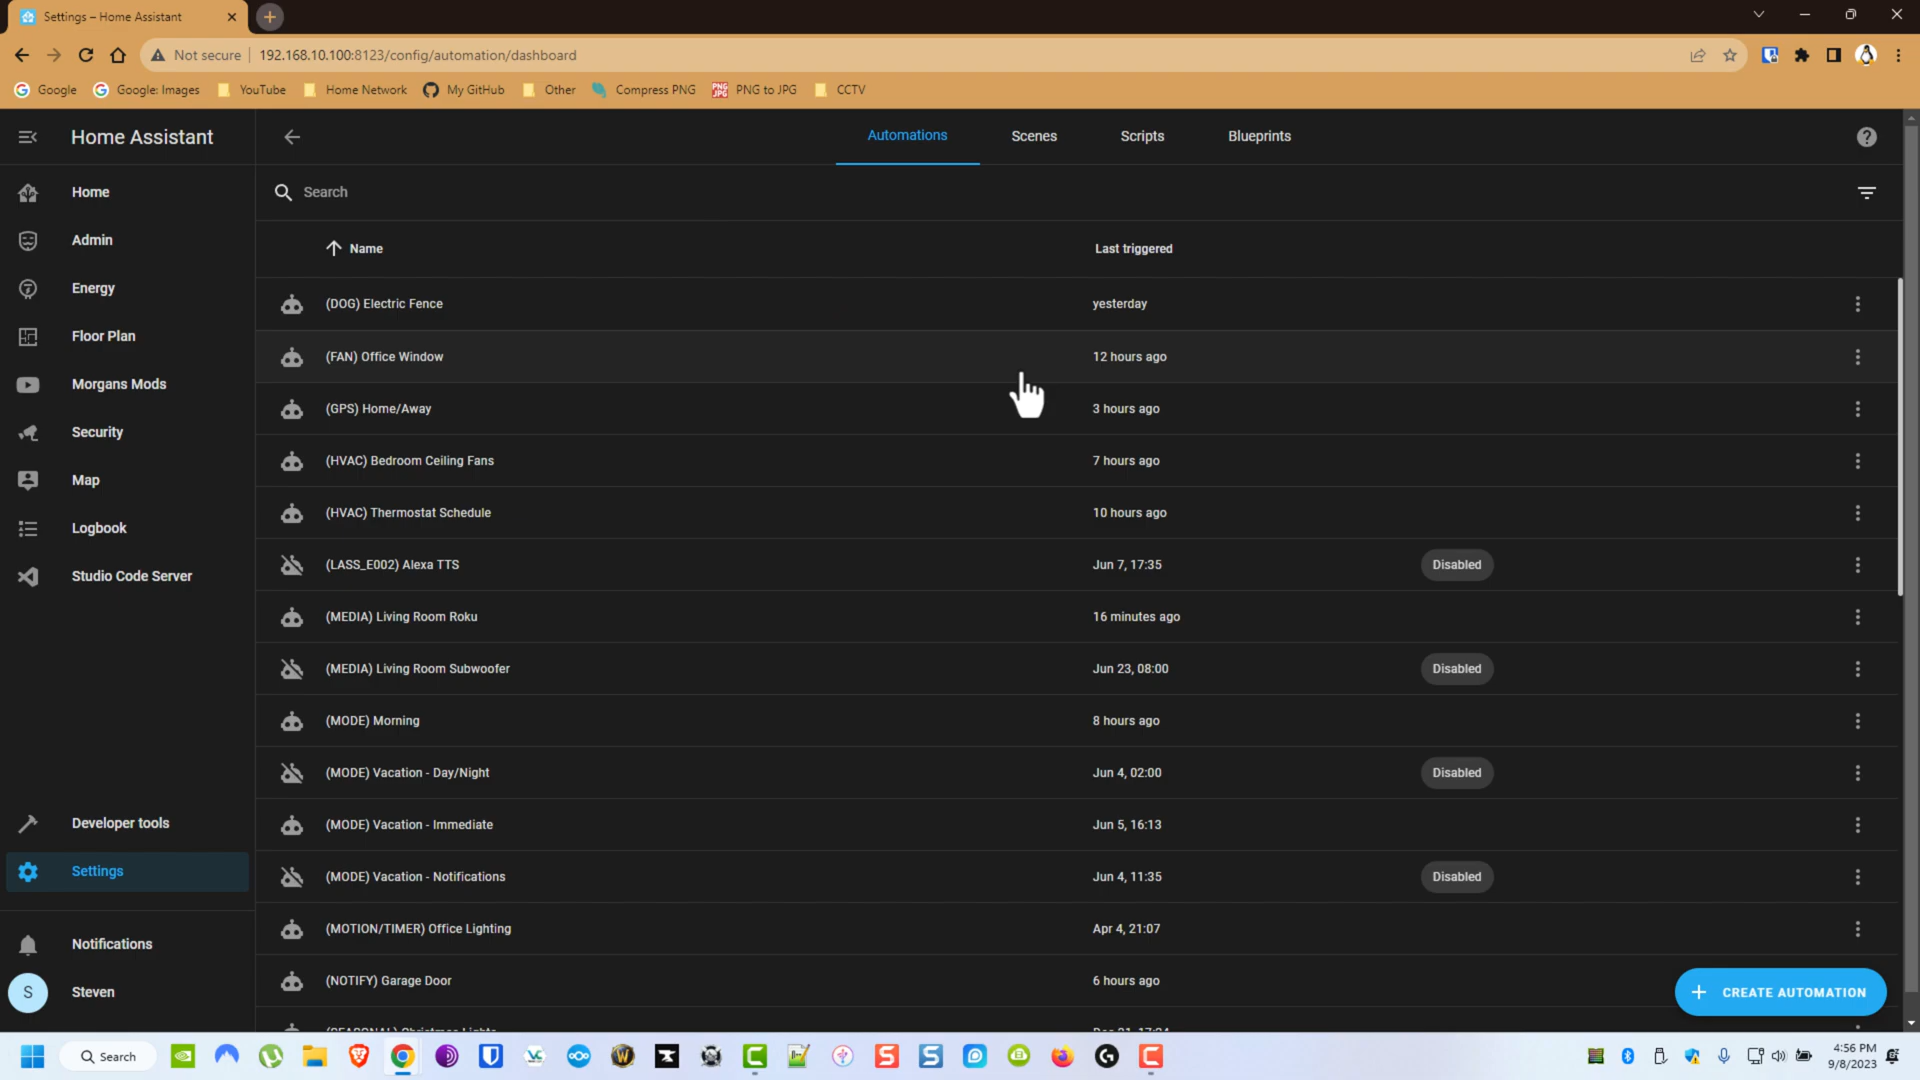 Settings – Home Assistant
Not secure 192.168.10.100:8123/config/automation/dashboard
Google Google: Images YouTube Home Network My GitHub Other Compress PNG PNG to JPG CCTV
Home Assistant
Automations Scenes Scripts Blueprints
Search
Home
Admin
Energy
Floor Plan
Morgans Mods
Security
Map
Logbook
Studio Code Server
Developer tools
Settings
Notifications
S Steven
Name Last triggered
(DOG) Electric Fence yesterday
(FAN) Office Window 12 hours ago
(GPS) Home/Away 3 hours ago
(HVAC) Bedroom Ceiling Fans 7 hours ago
(HVAC) Thermostat Schedule 10 hours ago
(LASS_E002) Alexa TTS Jun 7, 17:35 Disabled
(MEDIA) Living Room Roku 16 minutes ago
(MEDIA) Living Room Subwoofer Jun 23, 08:00 Disabled
(MODE) Morning 8 hours ago
(MODE) Vacation - Day/Night Jun 4, 02:00 Disabled
(MODE) Vacation - Immediate Jun 5, 16:13
(MODE) Vacation - Notifications Jun 4, 11:35 Disabled
(MOTION/TIMER) Office Lighting Apr 4, 21:07
(NOTIFY) Garage Door 6 hours ago
CREATE AUTOMATION
Search
4:56 PM
9/8/2023